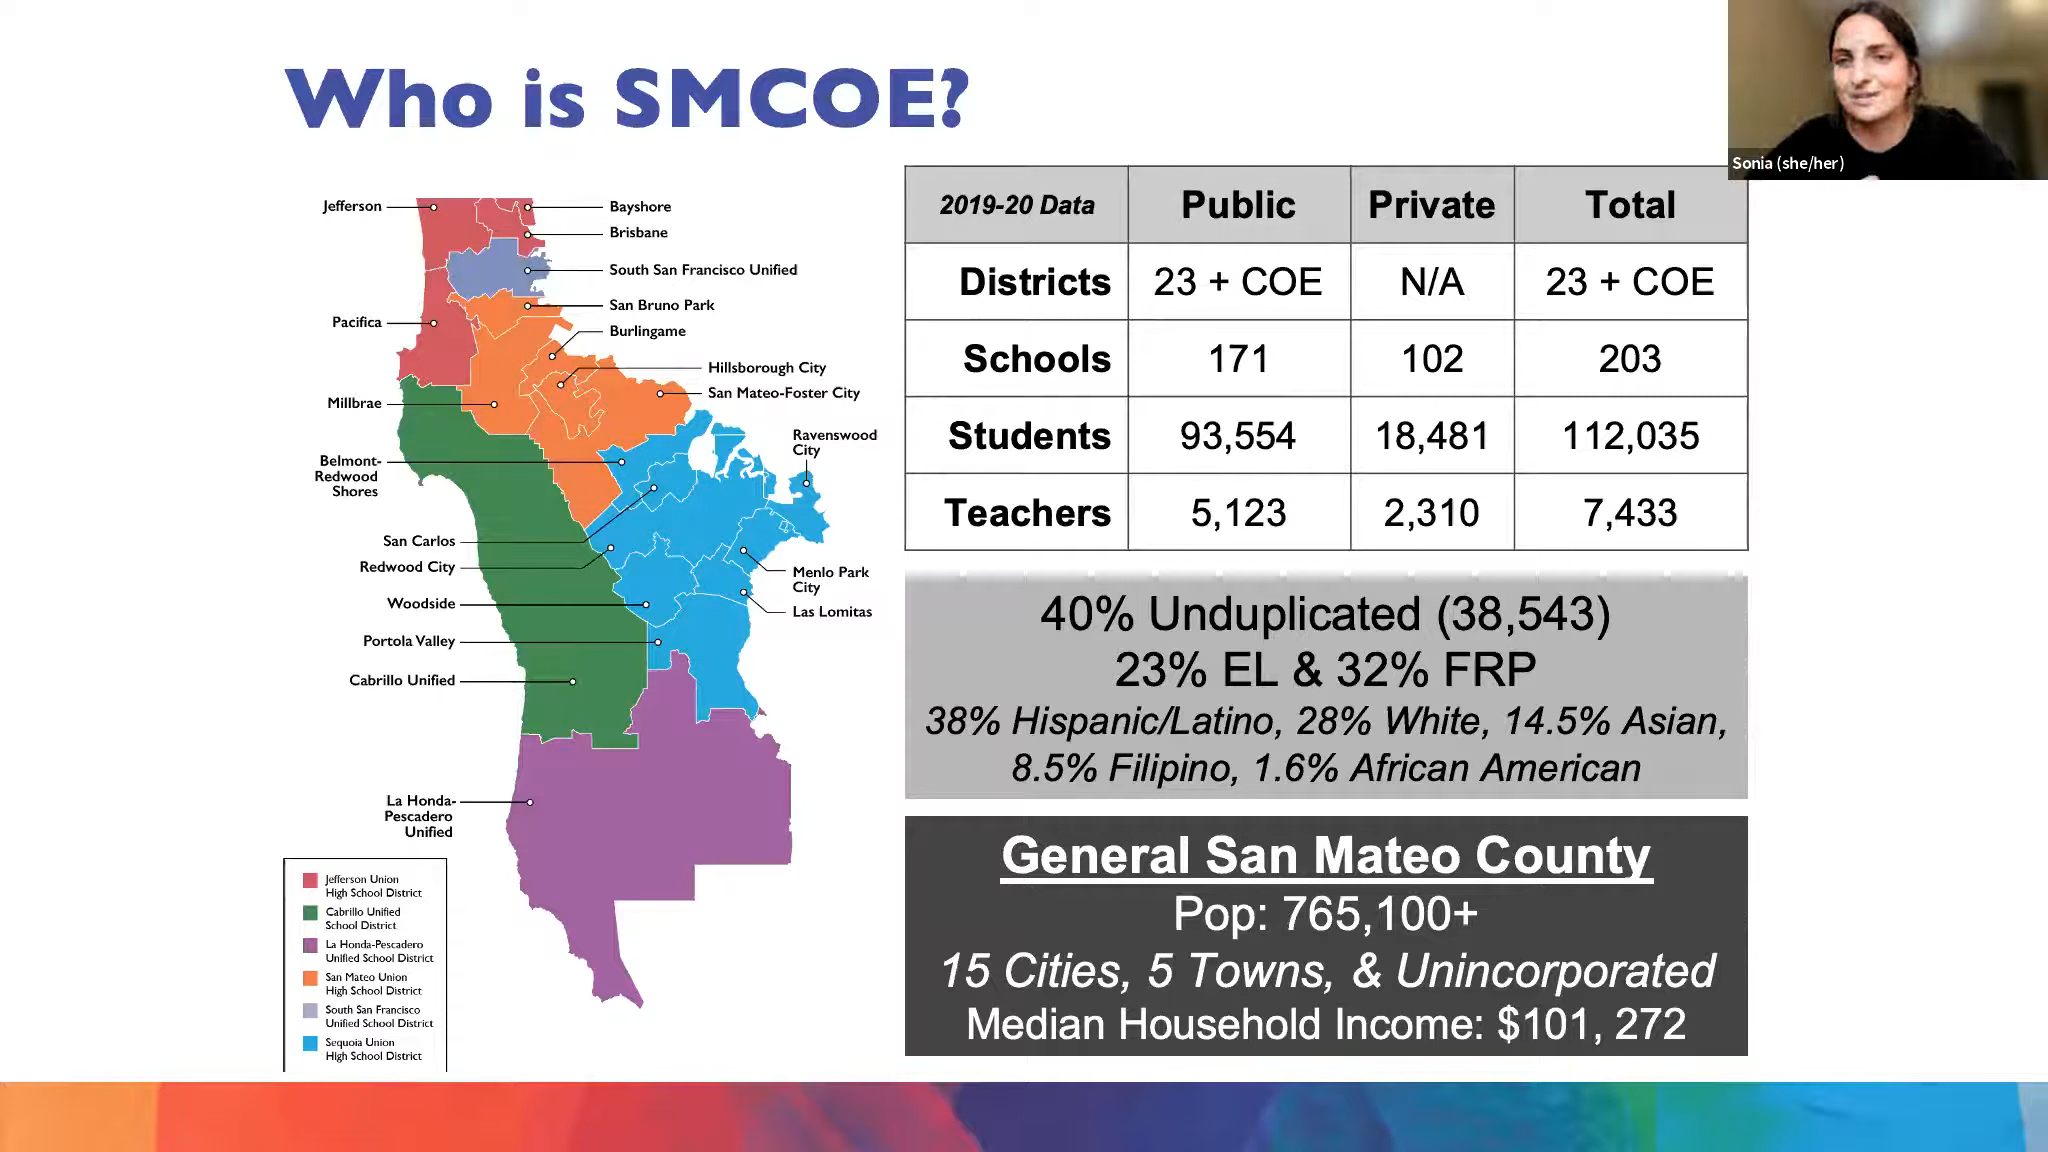 Who is SMCOE?
Sonia (she/her)
Jefferson
Bayshore
Brisbane
South San Francisco Unified
San Bruno Park
Pacifica
Burlingame
Hillsborough City
San Mateo-Foster City
Millbrae
Ravenswood
City
Belmont-
Redwood
Shores
San Carlos
Redwood City
Menlo Park
City
Woodside
Las Lomitas
Portola Valley
Cabrillo Unified
La Honda-
Pescadero
Unified
Jefferson Union
High School District
Cabrillo Unified
School District
La Honda-Pescadero
Unified School District
San Mateo Union
High School District
South San Francisco
Unified School District
Sequoia Union
High School District
2019-20 Data Public Private Total
Districts 23 + COE N/A 23 + COE
Schools 171 102 203
Students 93,554 18,481 112,035
Teachers 5,123 2,310 7,433
40% Unduplicated (38,543)
23% EL & 32% FRP
38% Hispanic/Latino, 28% White, 14.5% Asian,
8.5% Filipino, 1.6% African American
General San Mateo County
Pop: 765,100+
15 Cities, 5 Towns, & Unincorporated
Median Household Income: $101, 272